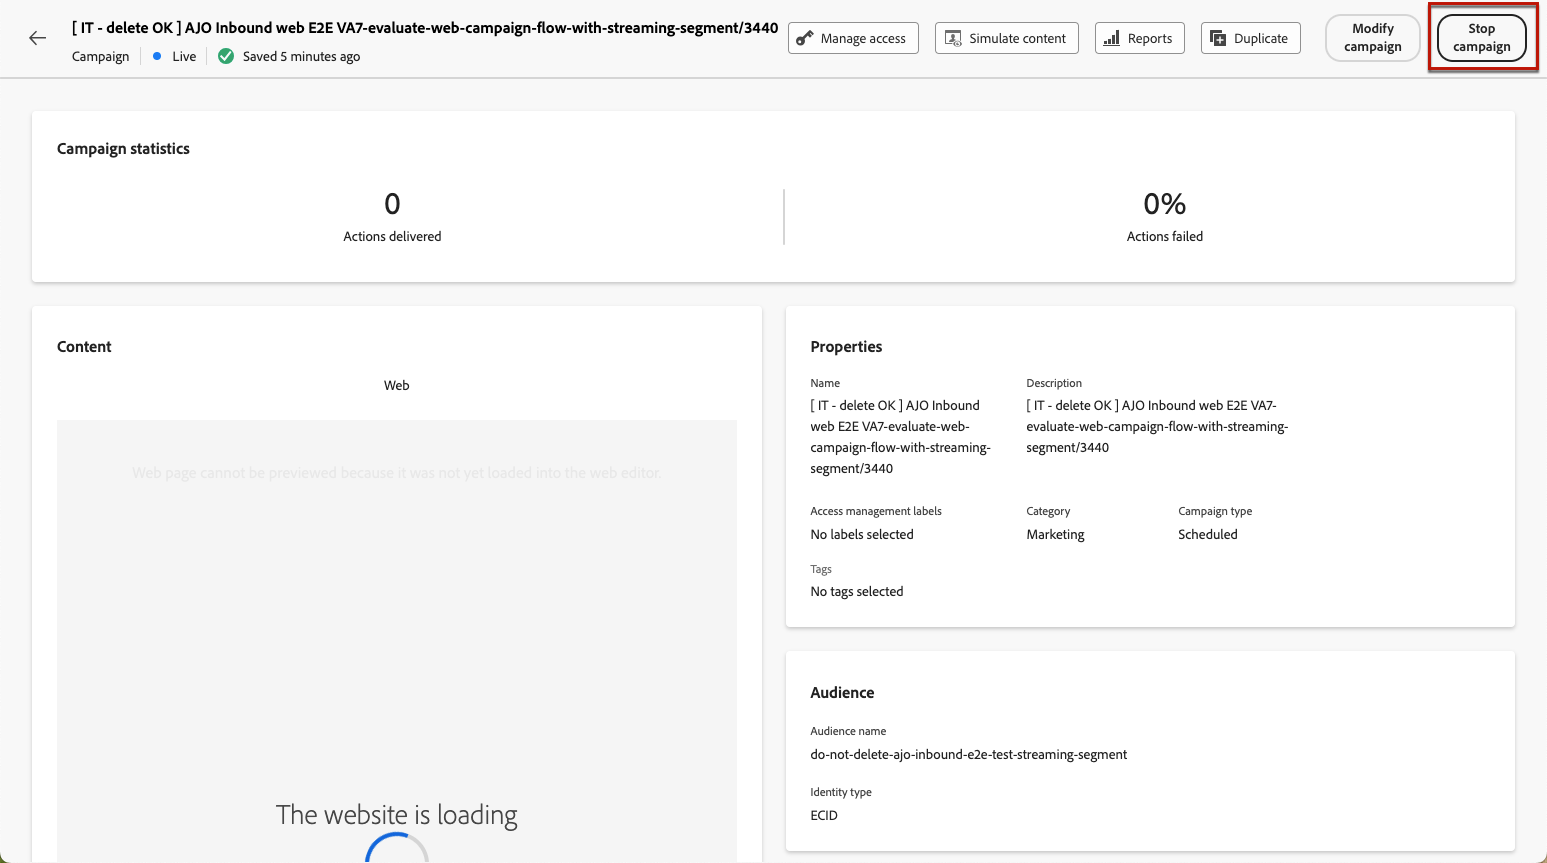 [ IT - delete OK ] AJO Inbound web E2E VA7-evaluate-web-campaign-flow-with-streaming-segment/3440
Campaign
Live
Saved 5 minutes ago
Manage access
Simulate content
Reports
Duplicate
Modify
campaign
Stop
campaign
Campaign statistics
0
Actions delivered
0%
Actions failed
Content
Web
Web page cannot be previewed because it was not yet loaded into the web editor.
The website is loading
Properties
Name
[ IT - delete OK ] AJO Inbound
web E2E VA7-evaluate-web-
campaign-flow-with-streaming-
segment/3440
Description
[ IT - delete OK ] AJO Inbound web E2E VA7-
evaluate-web-campaign-flow-with-streaming-
segment/3440
Access management labels
No labels selected
Category
Marketing
Campaign type
Scheduled
Tags
No tags selected
Audience
Audience name
do-not-delete-ajo-inbound-e2e-test-streaming-segment
Identity type
ECID